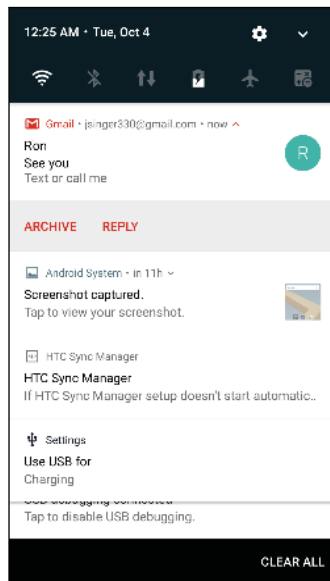 12:25 AM • Tue, Oct 4
Gmail • jsinger330@gmail.com • now
Ron
See you
Text or call me
R
ARCHIVE REPLY
Android System • in 11h
Screenshot captured.
Tap to view your screenshot.
HTC Sync Manager
HTC Sync Manager
If HTC Sync Manager setup doesn't start automatic..
Settings
Use USB for
Charging
USB debugging connected
Tap to disable USB debugging.
CLEAR ALL